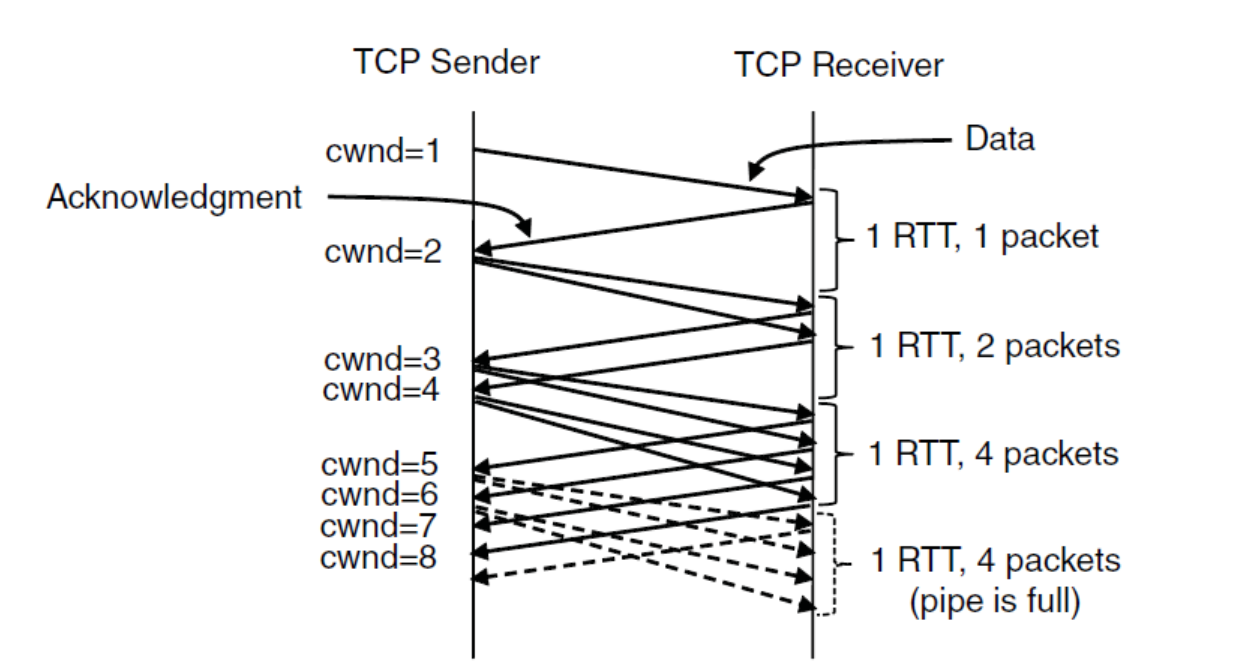 TCP Sender
TCP Receiver
cwnd=1
Data
Acknowledgment
cwnd=2
1 RTT, 1 packet
cwnd=3
1 RTT, 2 packets
cwnd=4
cwnd=5
1 RTT, 4 packets
cwnd=6
cwnd=7
cwnd=8
1 RTT, 4 packets
(pipe is full)